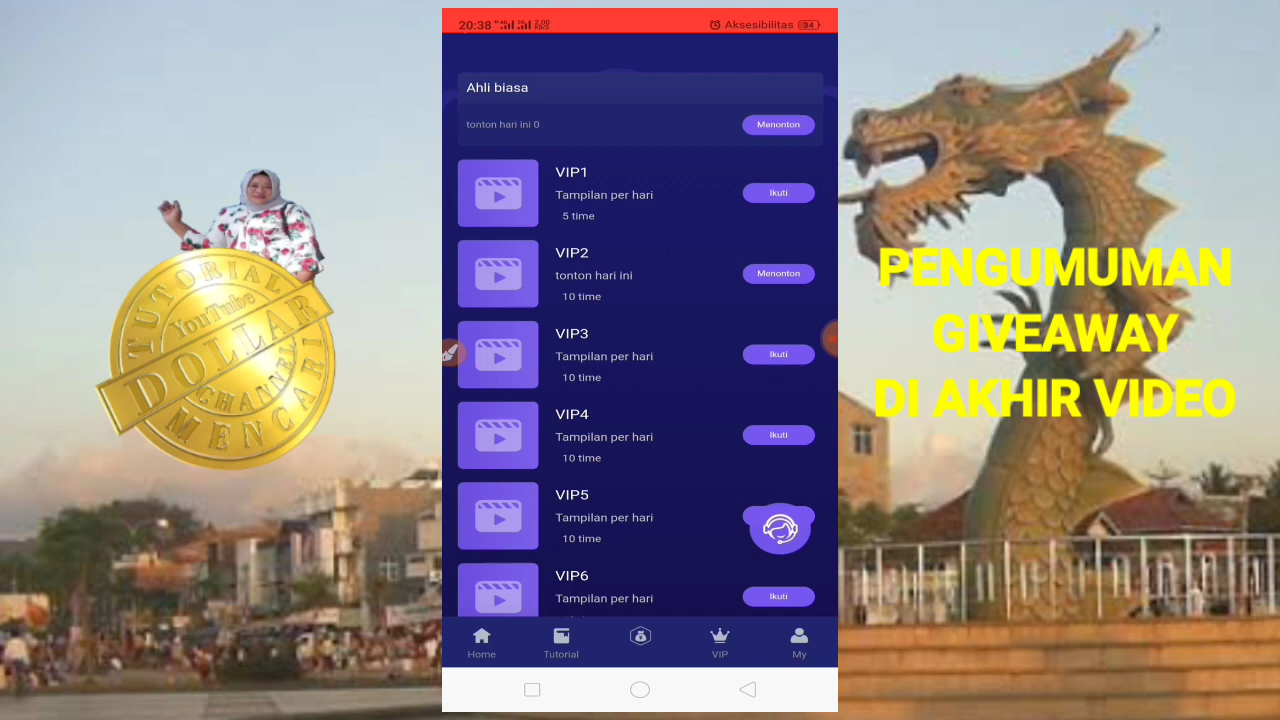 20:38
2,00
KB/S
Aksesibilitas
34
Ahli biasa
tonton hari ini 0
Menonton
VIP1
Tampilan per hari
5 time
Ikuti
VIP2
tonton hari ini
10 time
Menonton
VIP3
Tampilan per hari
10 time
Ikuti
VIP4
Tampilan per hari
10 time
Ikuti
VIP5
Tampilan per hari
10 time
VIP6
Tampilan per hari
Ikuti
Home
Tutorial
VIP
My
TUTORIAL
YouTube
DOLLAR
CHANNEL
MENCARI
PENGUMUMAN
GIVEAWAY
DI AKHIR VIDEO